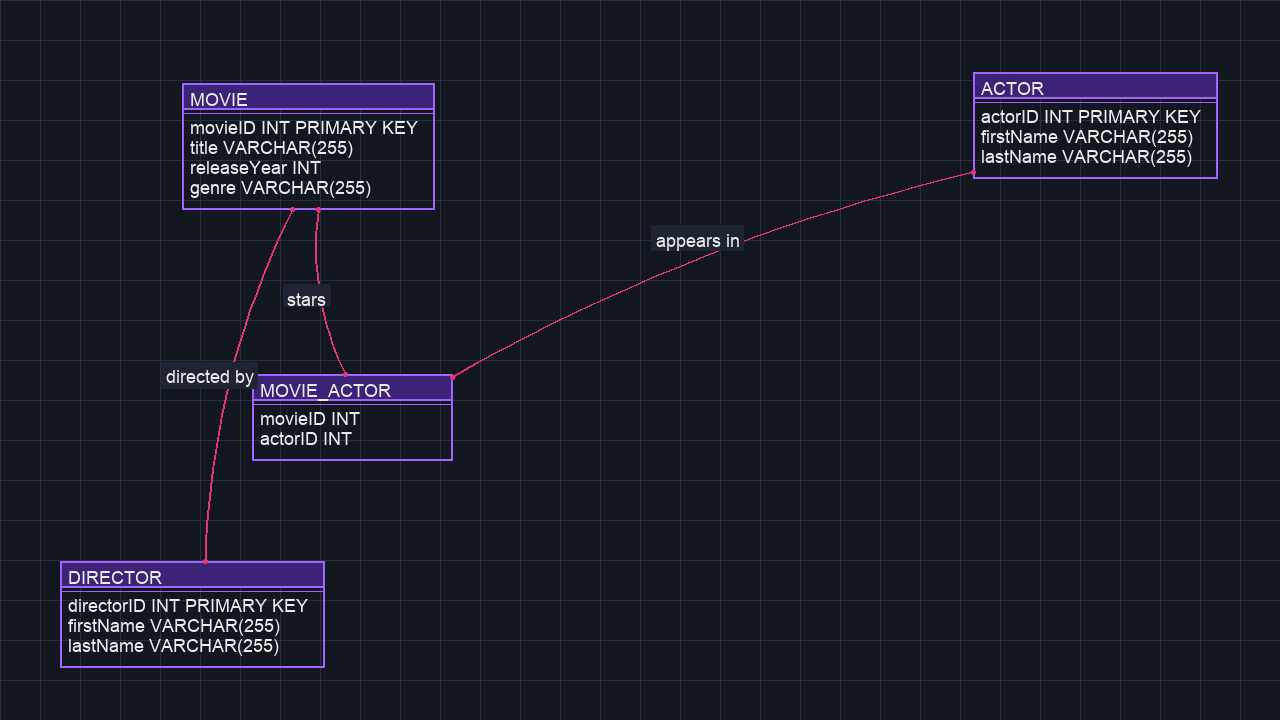 MOVIE
movieID INT PRIMARY KEY
title VARCHAR(255)
releaseYear INT
genre VARCHAR(255)
ACTOR
actorID INT PRIMARY KEY
firstName VARCHAR(255)
lastName VARCHAR(255)
appears in
stars
directed by
MOVIE_ACTOR
movieID INT
actorID INT
DIRECTOR
directorID INT PRIMARY KEY
firstName VARCHAR(255)
lastName VARCHAR(255)